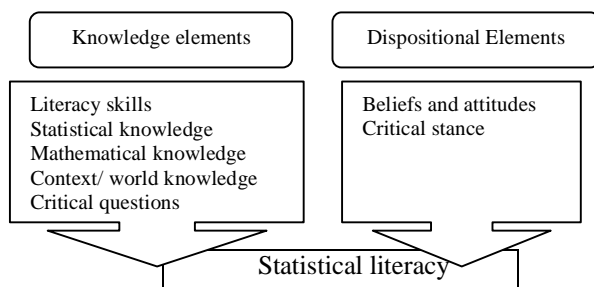 Knowledge elements
Dispositional Elements
Literacy skills
Statistical knowledge
Mathematical knowledge
Context/ world knowledge
Critical questions
Beliefs and attitudes
Critical stance
Statistical literacy